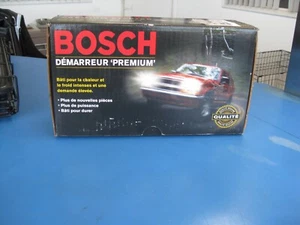 BOSCH
DÉMARREUR 'PREMIUM'
Bâti pour la chaleur et
le froid intenses et une
demande élevée.
• Plus de nouvelles pièces
• Plus de puissance
• Bâti pour durer
QUALITÉ